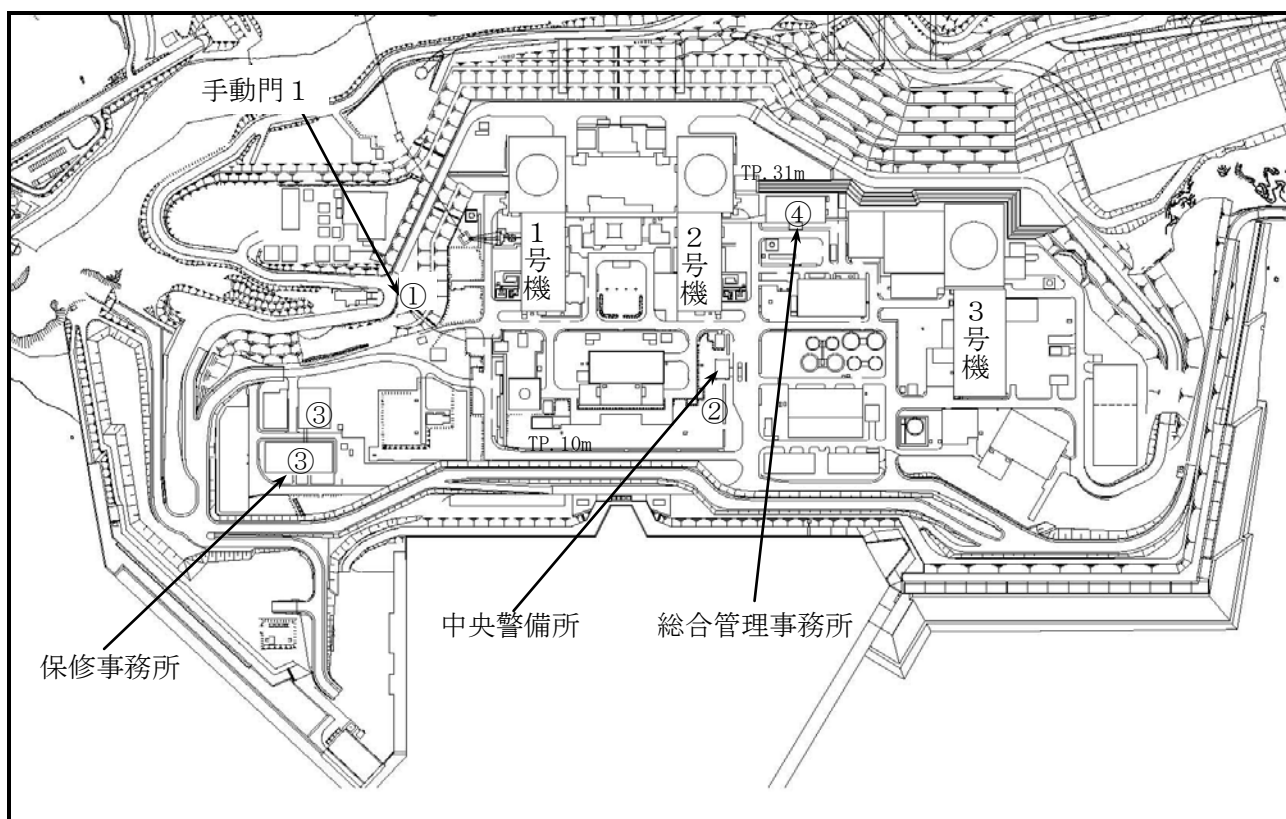 手動門1
TP.31m
④
1号機
2号機
①
3号機
②
③
TP.10m
③
中央警備所
総合管理事務所
保修事務所